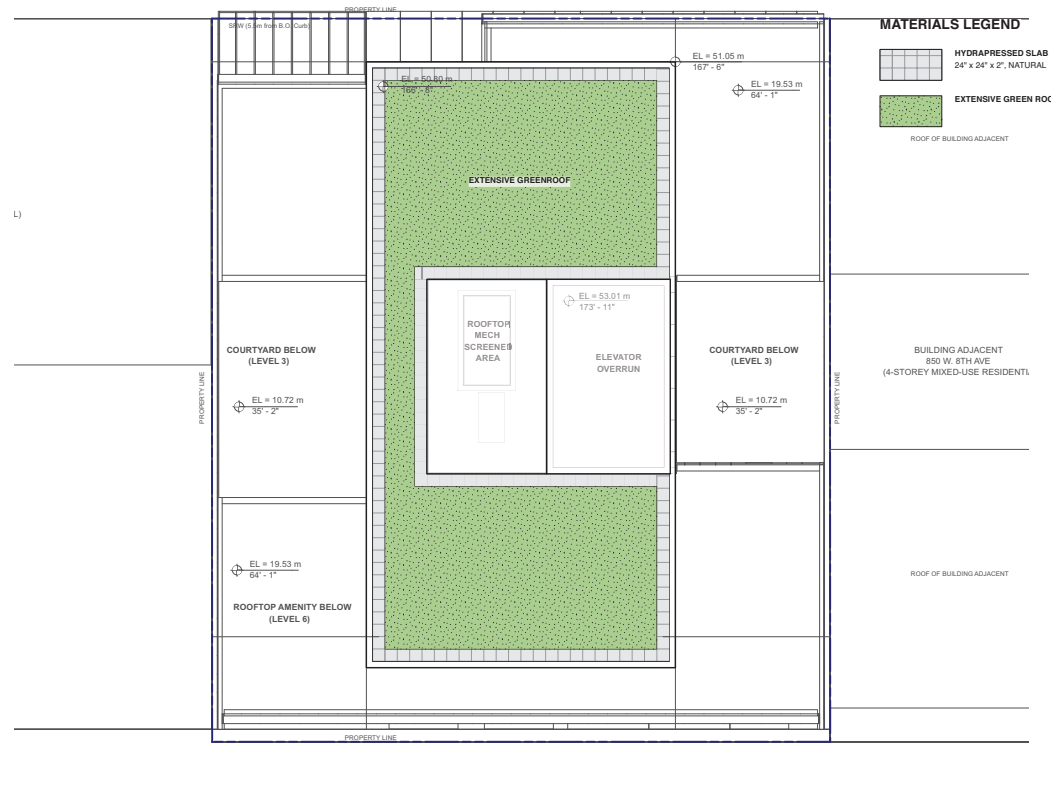 PROPERTY LINE
SRW (5.5m from B.O. Curb)
MATERIALS LEGEND
HYDRAPRESSED SLAB
24" x 24" x 2", NATURAL
EXTENSIVE GREEN ROO
ROOF OF BUILDING ADJACENT
EL = 51.05 m
167' - 6"
EL = 50.80 m
166' - 8"
EL = 19.53 m
64' - 1"
EXTENSIVE GREENROOF
L)
EL = 53.01 m
173' - 11"
ROOFTOP
MECH
SCREENED
AREA
ELEVATOR
OVERRUN
COURTYARD BELOW
(LEVEL 3)
COURTYARD BELOW
(LEVEL 3)
BUILDING ADJACENT
850 W. 8TH AVE
(4-STOREY MIXED-USE RESIDENTI
PROPERTY LINE
PROPERTY LINE
EL = 10.72 m
35' - 2"
EL = 10.72 m
35' - 2"
EL = 19.53 m
64' - 1"
ROOF OF BUILDING ADJACENT
ROOFTOP AMENITY BELOW
(LEVEL 6)
PROPERTY LINE